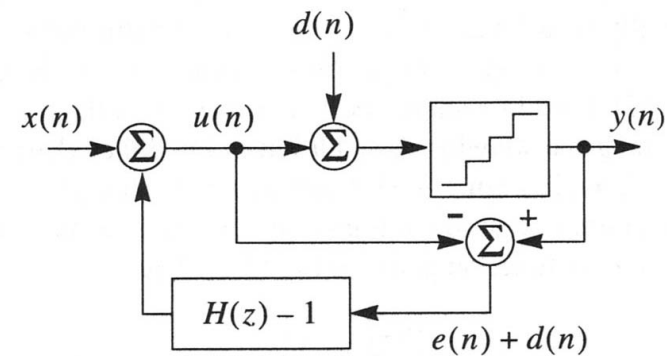 d(n)
x(n)
Σ
u(n)
Σ
y(n)
-
+
Σ
H(z) – 1
e(n) + d(n)